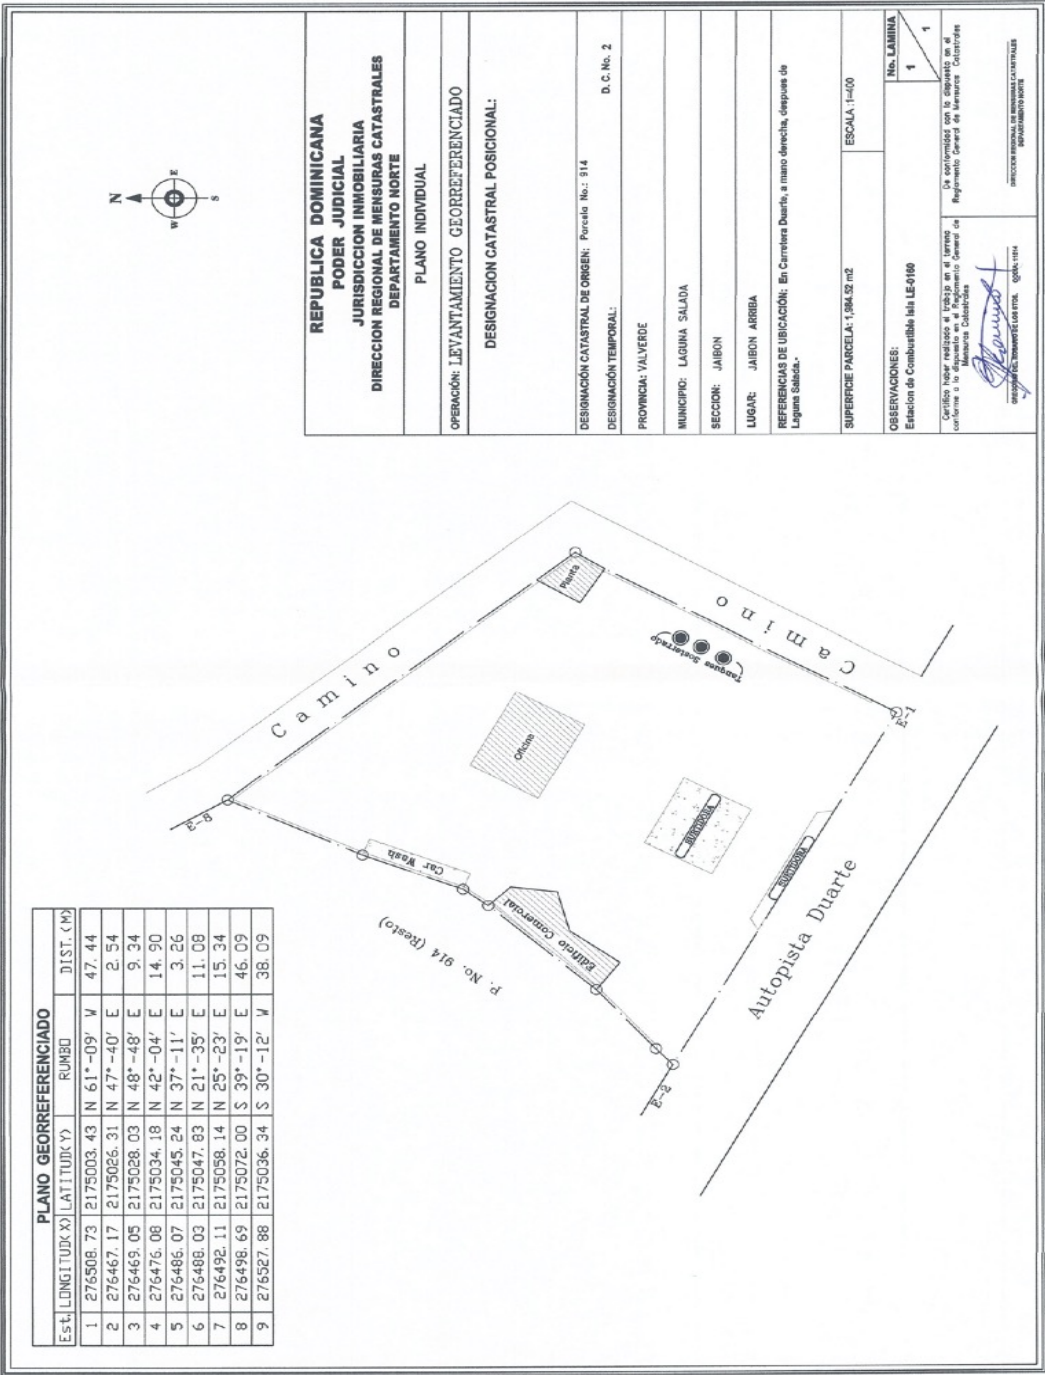 PLANO GEORREFERENCIADO
Est. LONGITUD(X) LATITUD(Y) RUMBO DIST. (M)
1 276508.73 2175003.43 N 61°-09' W 47.44
2 276467.17 2175026.31 N 47°-40' E 2.54
3 276469.05 2175028.03 N 48°-48' E 9.34
4 276476.08 2175034.18 N 42°-04' E 14.90
5 276486.07 2175045.24 N 37°-11' E 3.26
6 276488.03 2175047.83 N 21°-35' E 11.08
7 276492.11 2175058.14 N 25°-23' E 15.34
8 276498.69 2175072.00 S 39°-19' E 46.09
9 276527.88 2175036.34 S 30°-12' W 38.09
N
W
E
S
E-8
Camino
Planta
Car Wash
P. No. 914 (Resto)
Edificio Comercial
Oficina
Tanques Soterrado
Camino
SURTIDORA
SURTIDORA
E-2
E-1
Autopista Duarte
REPUBLICA DOMINICANA
PODER JUDICIAL
JURISDICCION INMOBILIARIA
DIRECCION REGIONAL DE MENSURAS CATASTRALES
DEPARTAMENTO NORTE
PLANO INDIVIDUAL
OPERACIÓN: LEVANTAMIENTO GEORREFERENCIADO
DESIGNACION CATASTRAL POSICIONAL:
DESIGNACIÓN CATASTRAL DE ORIGEN: Parcela No.: 914
DESIGNACIÓN TEMPORAL: D. C. No. 2
PROVINCIA: VALVERDE
MUNICIPIO: LAGUNA SALADA
SECCION: JAIBON
LUGAR: JAIBON ARRIBA
REFERENCIAS DE UBICACIÓN: En Carretera Duarte, a mano derecha, despues de
Laguna Salada.-
SUPERFICIE PARCELA: 1,984.52 m2 ESCALA :1=400
OBSERVACIONES:
Estacion de Combustible Isla LE-0160
No. LAMINA
1
1
Certifico haber realizado el trabajo en el terreno
conforme a lo dispuesto en el Reglamento General de
Mensuras Catastrales
De conformidad con lo dispuesto en el
Reglamento General de Mensuras Catastrales
DIRECCION REGIONAL DE MENSURAS CATASTRALES
DEPARTAMENTO NORTE